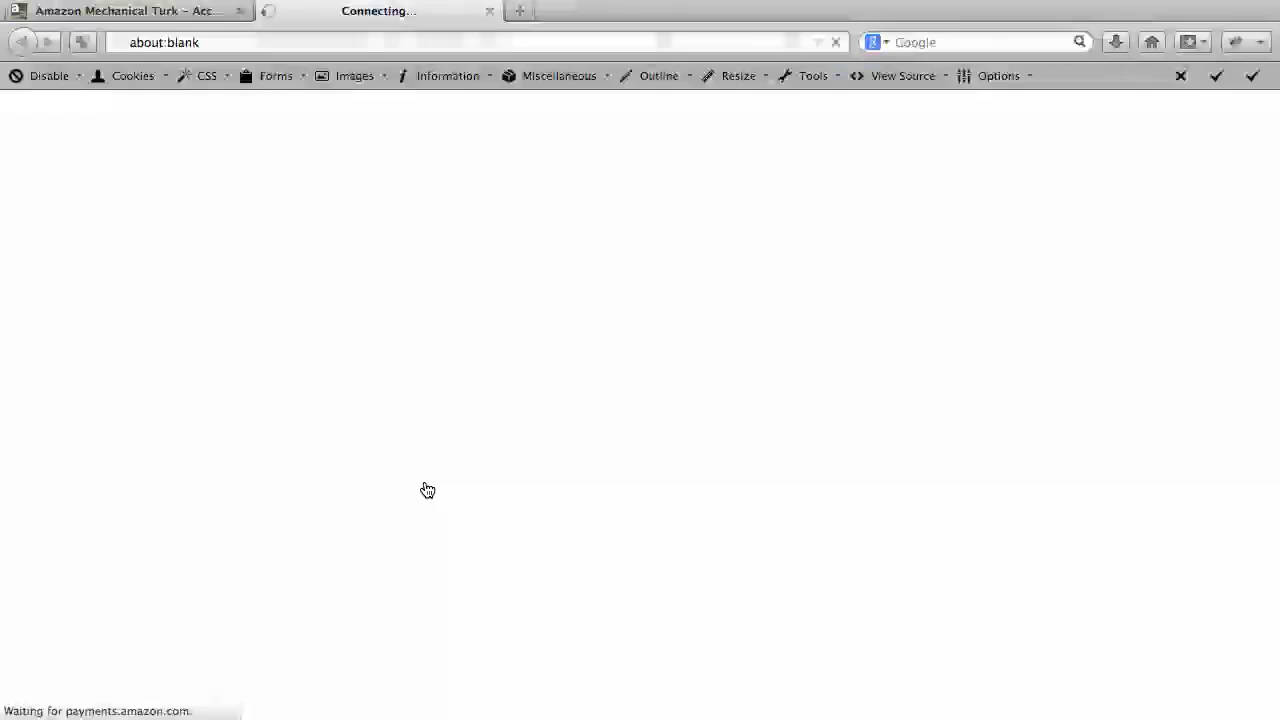 Amazon Mechanical Turk – Acc...
Connecting...
about:blank
Google
Disable Cookies CSS Forms Images Information Miscellaneous Outline Resize Tools View Source Options
Waiting for payments.amazon.com.